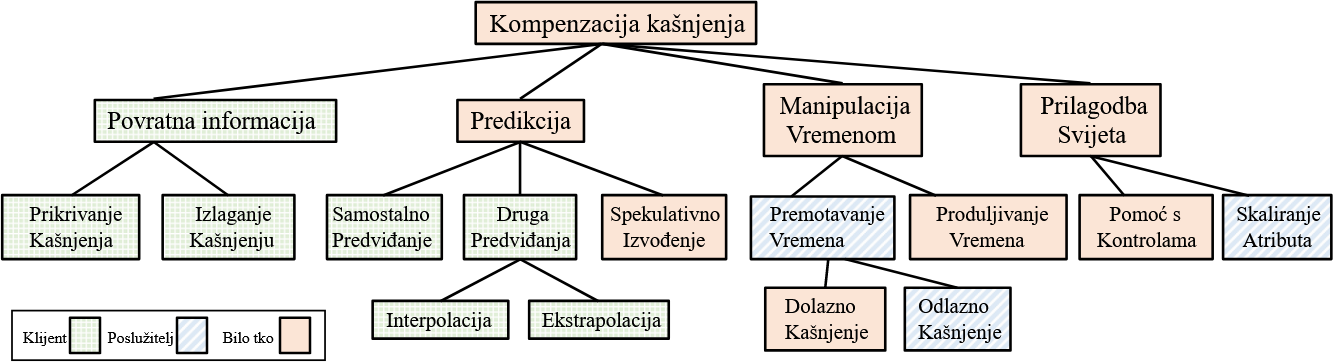 Kompenzacija kašnjenja
Povratna informacija
Predikcija
Manipulacija
Vremenom
Prilagodba
Svijeta
Prikrivanje
Kašnjenja
Izlaganje
Kašnjenju
Samostalno
Predviđanje
Druga
Predviđanja
Spekulativno
Izvođenje
Premotavanje
Vremena
Produljivanje
Vremena
Pomoć s
Kontrolama
Skaliranje
Atributa
Interpolacija
Ekstrapolacija
Dolazno
Kašnjenje
Odlazno
Kašnjenje
Klijent
Poslužitelj
Bilo tko